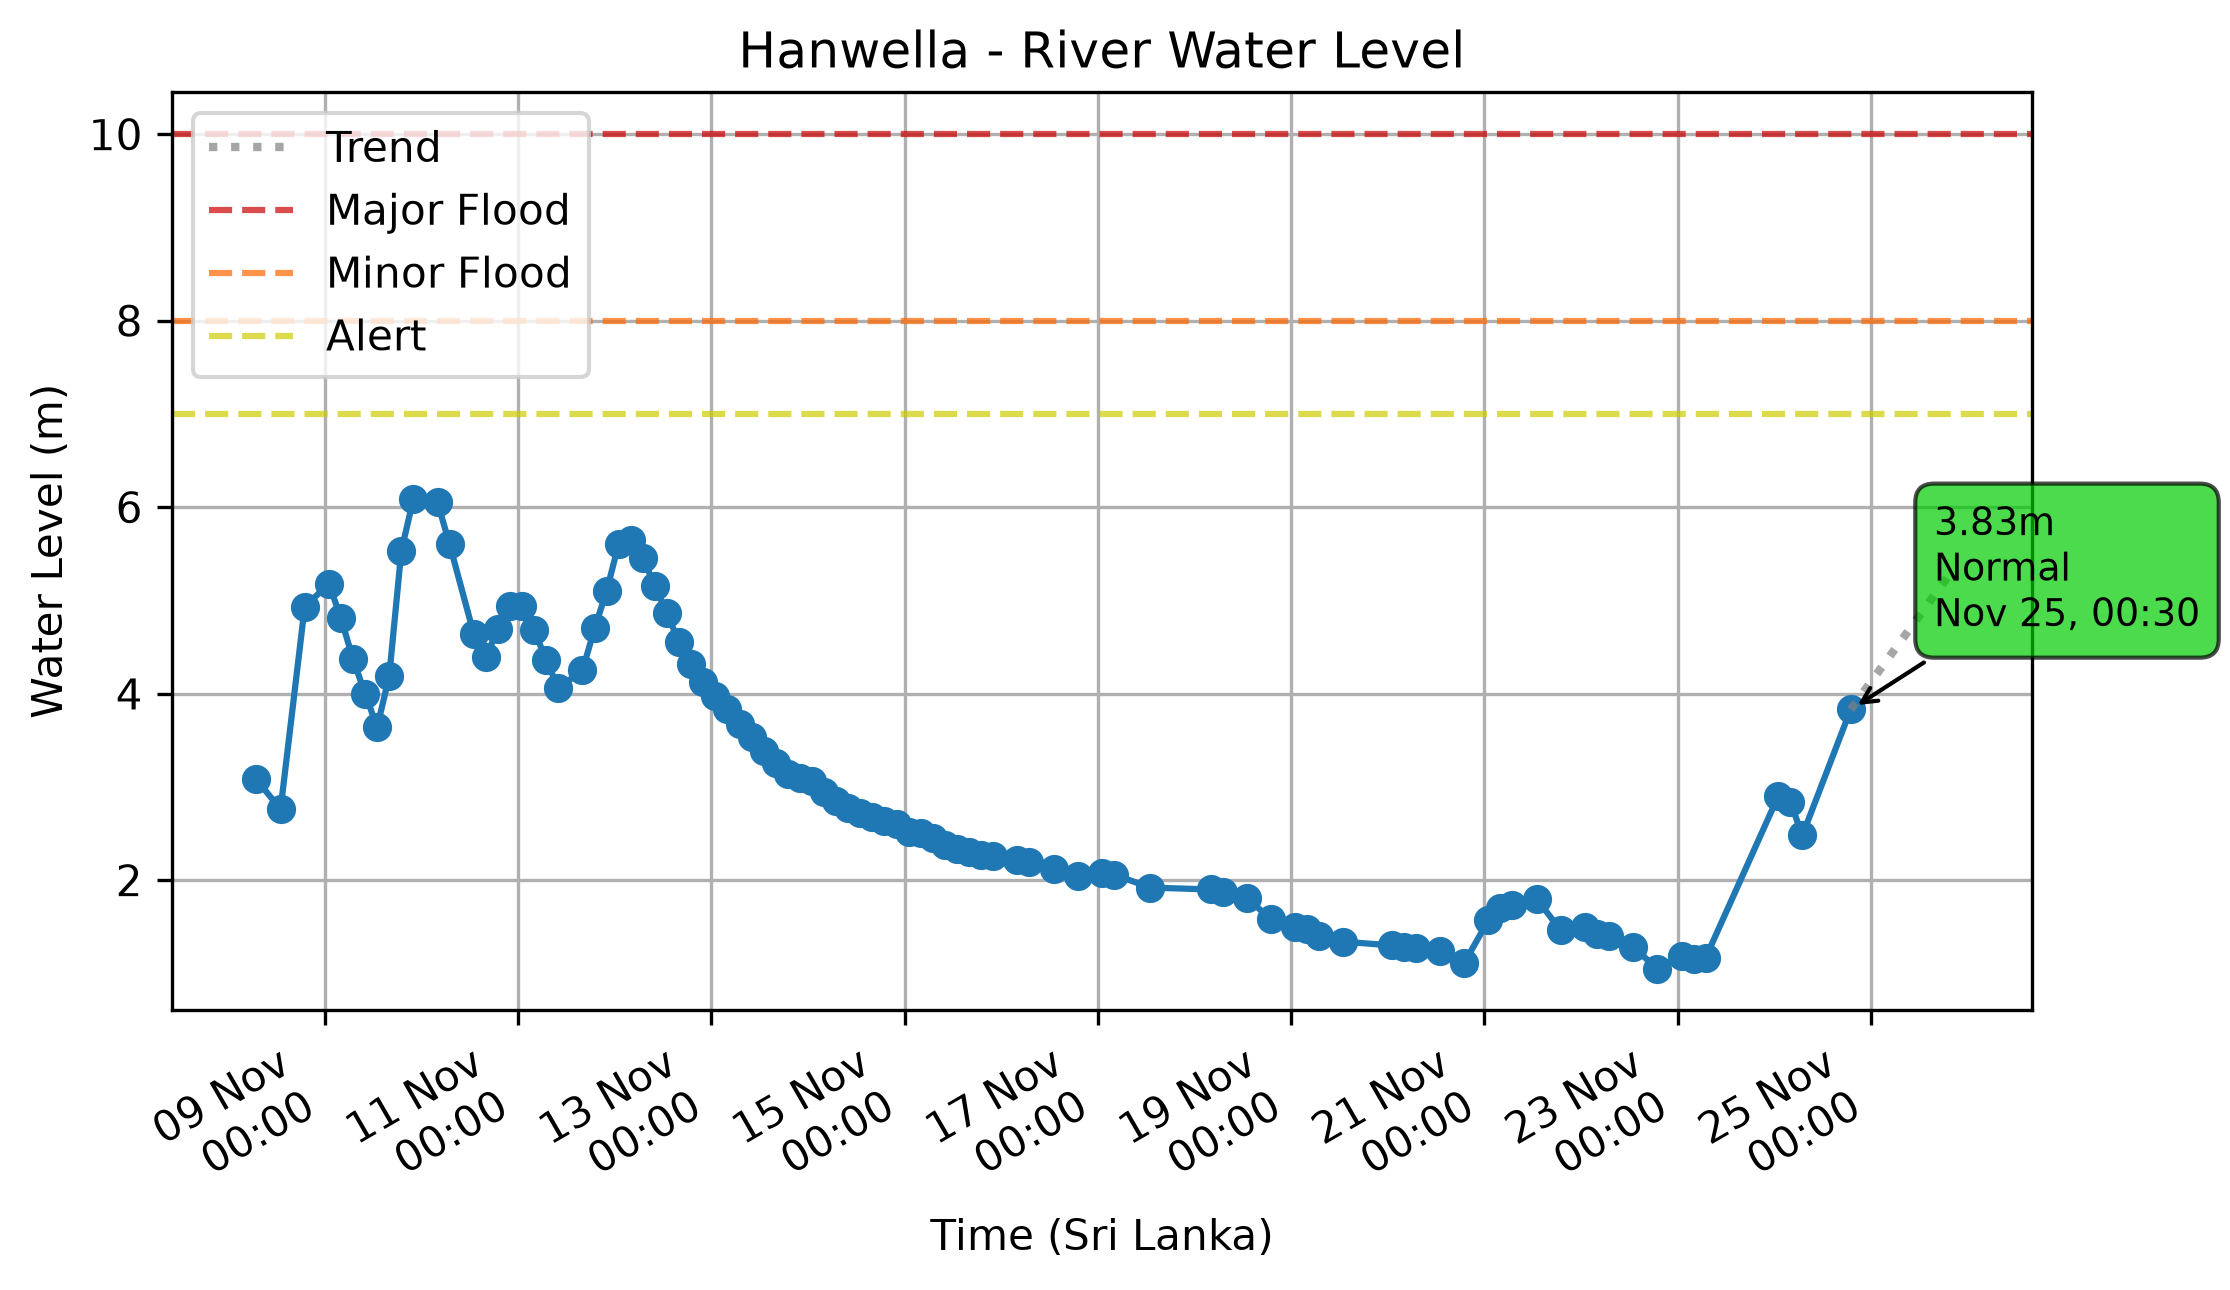 Hanwella - River Water Level
Water Level (m)
10
8
6
4
2
Trend
Major Flood
Minor Flood
Alert
3.83m
Normal
Nov 25, 00:30
09 Nov
00:00
11 Nov
00:00
13 Nov
00:00
15 Nov
00:00
17 Nov
00:00
19 Nov
00:00
21 Nov
00:00
23 Nov
00:00
25 Nov
00:00
Time (Sri Lanka)